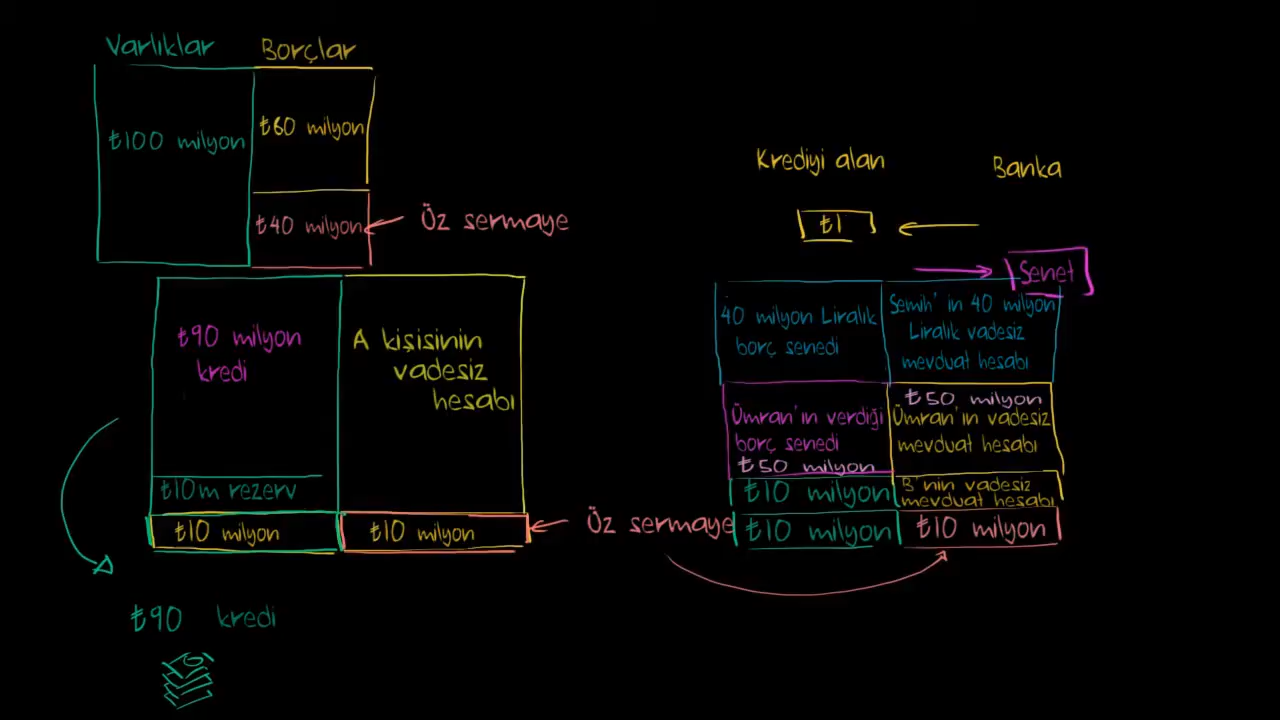 Varlıklar
Borçlar
₺100 milyon
₺60 milyon
₺40 milyon
Üz sermaye
₺90 milyon
kredi
A kişisinin
vadesiz
hesabı
₺10m rezerv
₺10 milyon
₺10 milyon
Üz sermaye
₺90 kredi
Krediyi alan
Banka
₺1
Senet
40 milyon Liralık
borç senedi
Semih'in 40 milyon
Liralık vadesiz
mevduat hesabı
Ümran'ın verdiği
borç senedi
₺50 milyon
₺50 milyon
Ümran'ın vadesiz
mevduat hesabı
₺10 milyon
B'nin vadesiz
mevduat hesabı
₺10 milyon
₺10 milyon